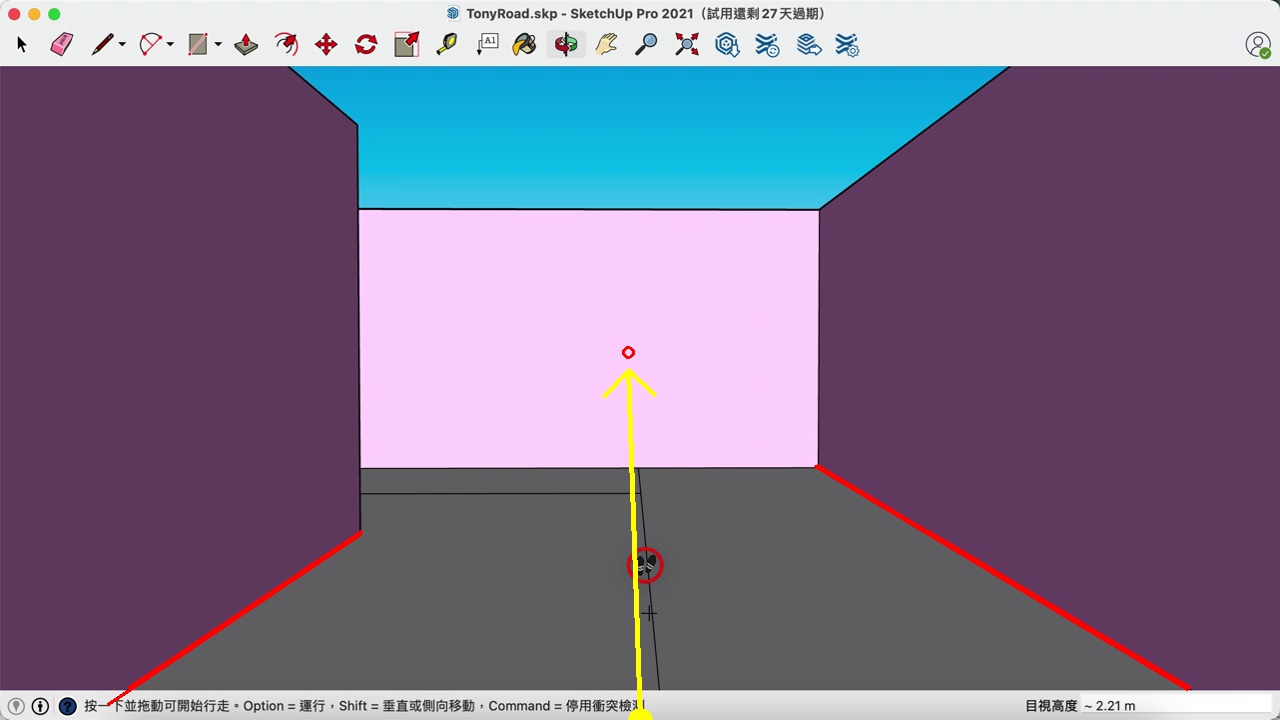 TonyRoad.skp - SketchUp Pro 2021（試用還剩 27 天過期）
A1
按一下並拖動可開始行走。Option = 運行，Shift = 垂直或側向移動，Command = 停用衝突檢測
目視高度 ~ 2.21 m